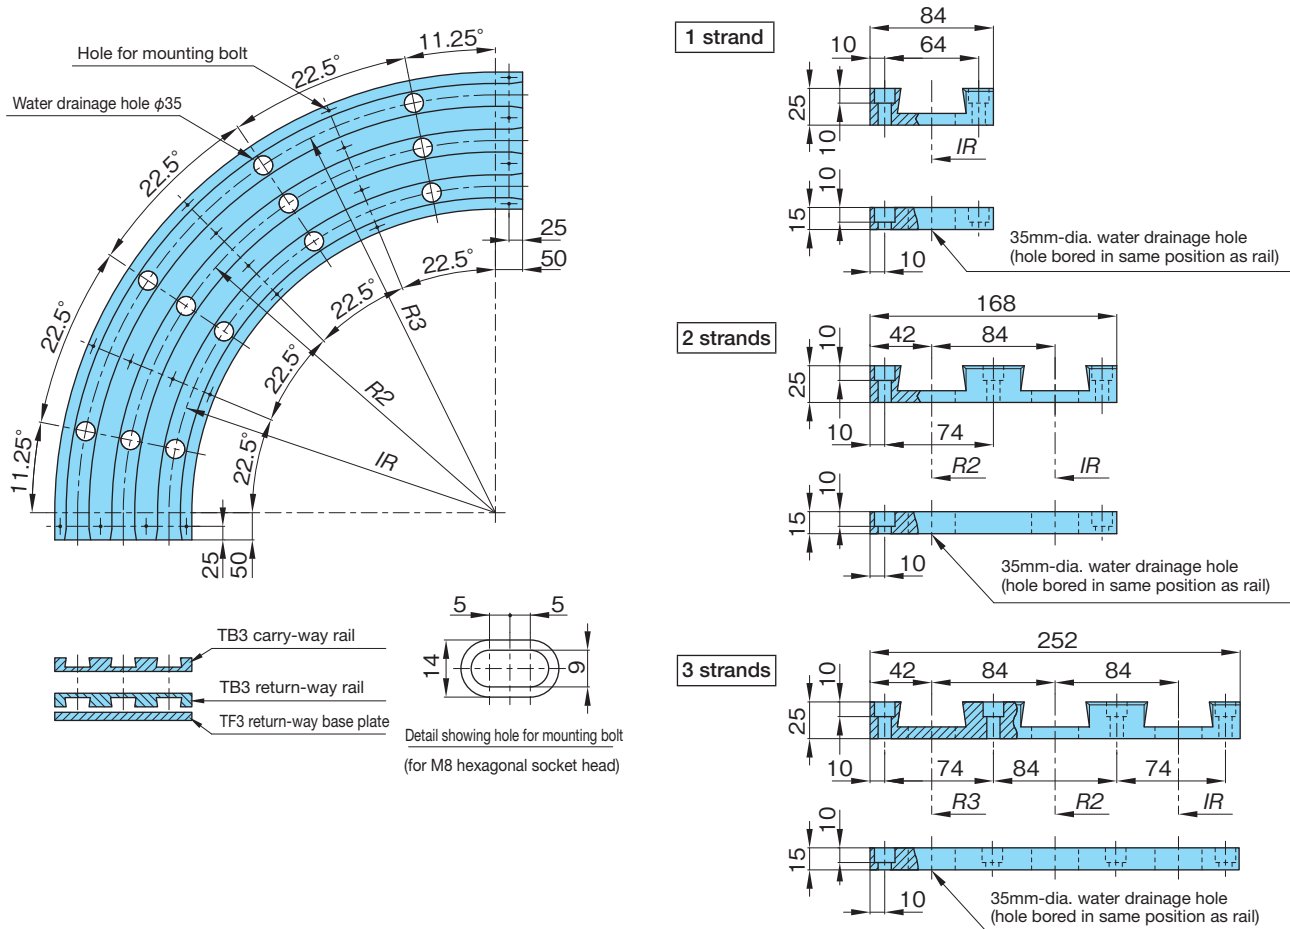 Hole for mounting bolt
Water drainage hole ϕ35
11.25°
22.5°
22.5°
22.5°
11.25°
25
50
22.5°
22.5°
22.5°
22.5°
R3
R2
IR
25
50
TB3 carry-way rail
TB3 return-way rail
TF3 return-way base plate
5
5
14
9
Detail showing hole for mounting bolt
(for M8 hexagonal socket head)
1 strand
84
10
64
25
10
10
IR
10
15
10
35mm-dia. water drainage hole
(hole bored in same position as rail)
2 strands
168
10
42
84
25
10
74
R2
IR
10
15
10
35mm-dia. water drainage hole
(hole bored in same position as rail)
3 strands
252
10
42
84
84
25
10
74
84
74
R3
R2
IR
10
15
10
35mm-dia. water drainage hole
(hole bored in same position as rail)